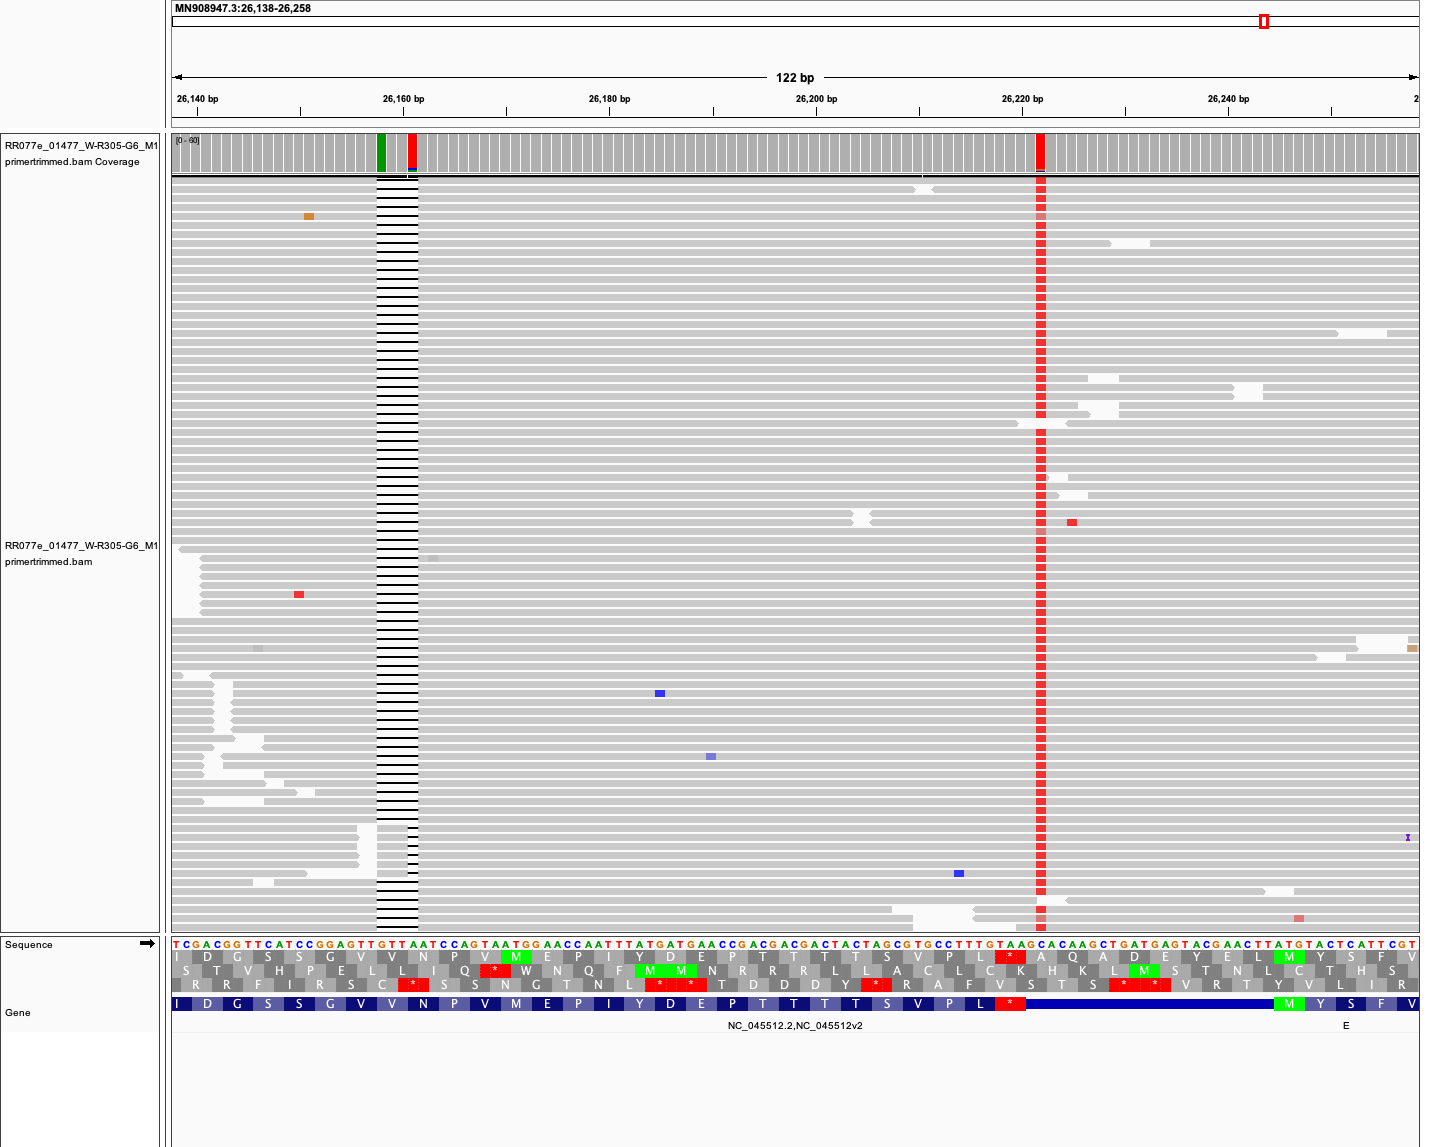 MN908947.3:26,138-26,258
122 bp
26,140 bp 26,160 bp 26,180 bp 26,200 bp 26,220 bp 26,240 bp 2
RR077e_01477_W-R305-G6_M1
primertrimmed.bam Coverage
[0 - 60]
RR077e_01477_W-R305-G6_M1
primertrimmed.bam
Sequence
TCGACGGTTCATCCGGAGTTGTTAATCCAGTAATGGAACCAATTTATGATGAACCGACGACGACTACTAGCGTGCCTTTGTAAGCACAAGCTGATGAGTACGAACTTATGTACTCATTCGT
I D G S S G V V N P V M E P I Y D E P T T T T S V P L * A Q A D E Y E L M Y S F V
S T V H P E L L I Q * W N Q F M M N R R R L L A C L C K H K L M S T N L C T H S
R R F I R S C * S S N G T N L * * T D D D Y * R A F V S T S * * V R T Y V L I R
Gene
I D G S S G V V N P V M E P I Y D E P T T T T S V P L * M Y S F V
NC_045512.2,NC_045512v2 E